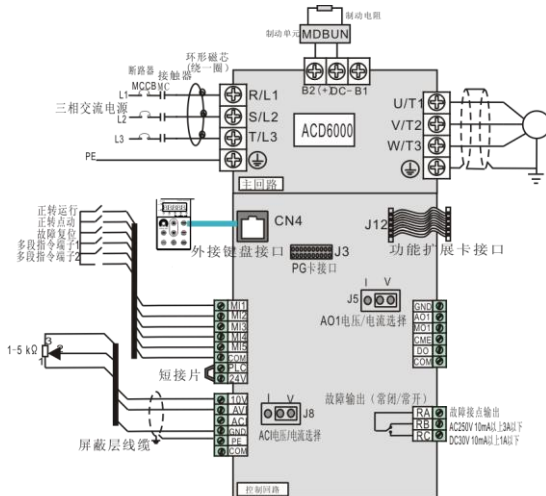 制动电阻
制动单元
MDBUN
B2 (+) DC- B1
断路器
MCCB
接触器
MC
环形磁芯
(绕一圈)
三相交流电源
L1
L2
L3
PE
R/L1
S/L2
T/L3
ACD6000
U/T1
V/T2
W/T3
主回路
正转运行
正转点动
故障复位
多段指令端子1
多段指令端子2
CN4
外接键盘接口
J3
PG卡接口
J12
功能扩展卡接口
I V
J5
AO1电压/电流选择
MI1
MI2
MI3
MI4
MI5
COM
PLC
24V
短接片
GND
AO1
MO1
CME
DO
COM
1-5 kΩ
3
2
1
10V
AVI
ACI
GND
PE
COM
屏蔽层线缆
I V
J8
ACI电压/电流选择
故障输出 (常闭/常开)
RA
RB
RC
故障接点输出
AC250V 10mA以上3A以下
DC30V 10mA以上1A以下
控制回路